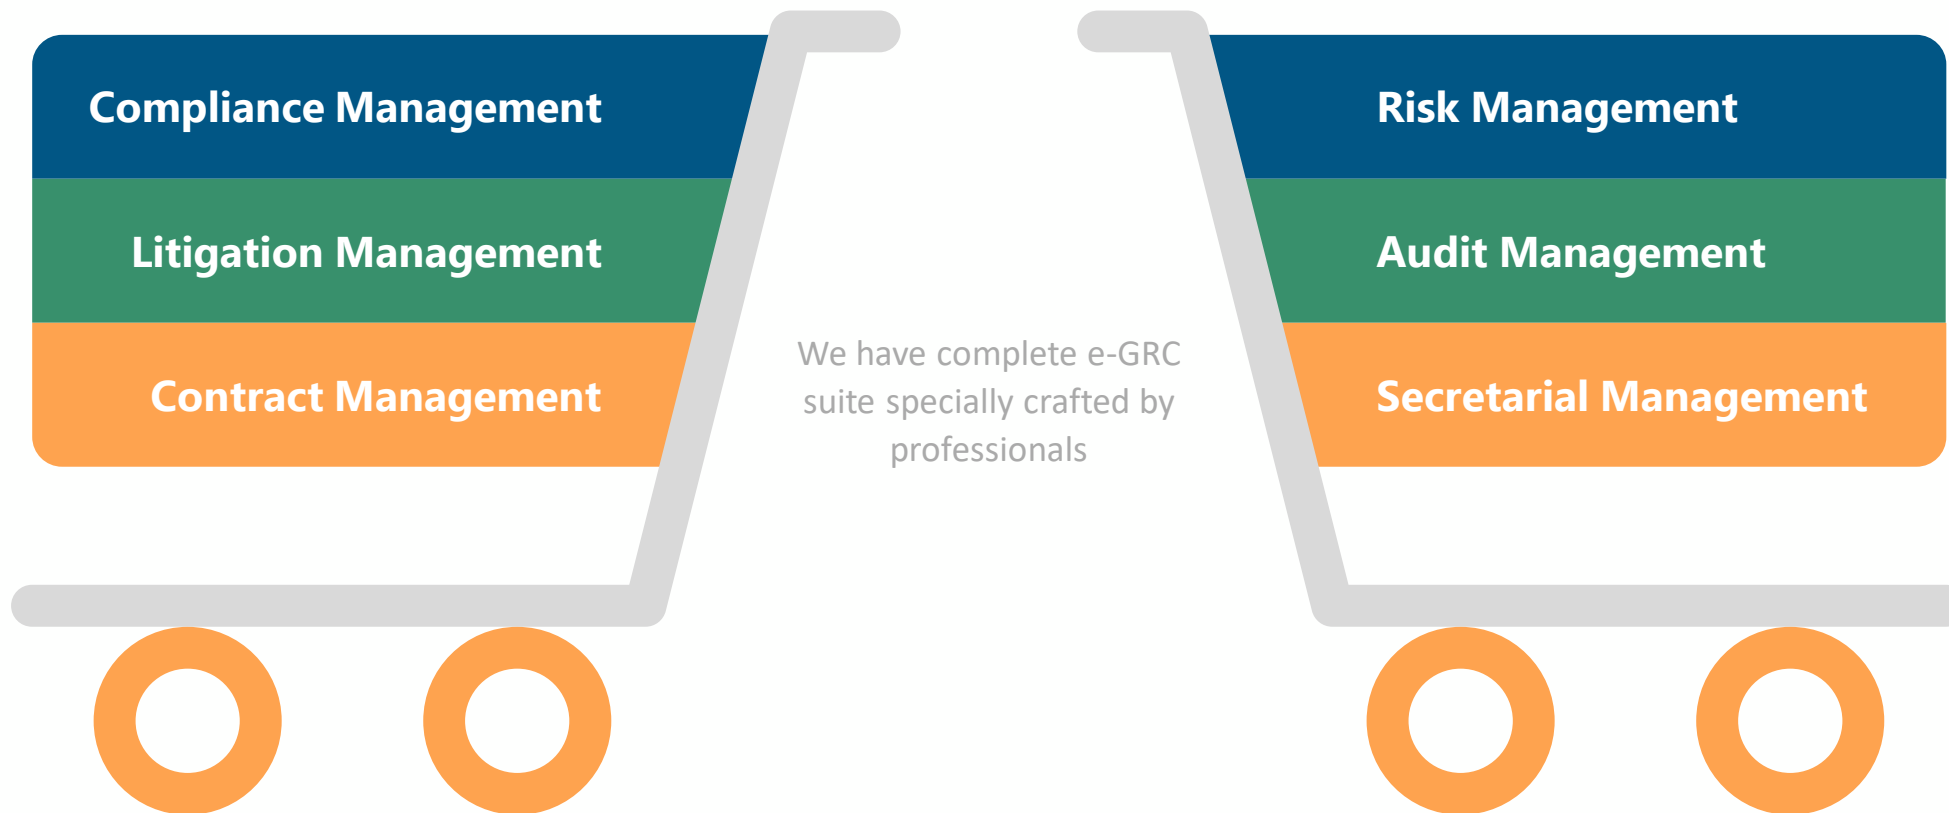 Compliance Management
Litigation Management
Contract Management
We have complete e-GRC
suite specially crafted by
professionals
Risk Management
Audit Management
Secretarial Management